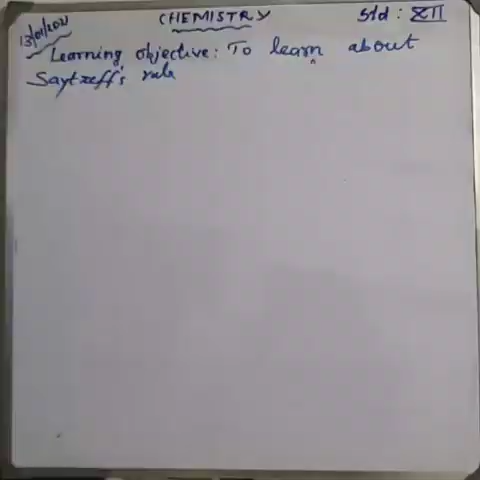 13/01/2021 CHEMISTRY Std : XII
Learning objective: To learn about
Saytzeff's rule